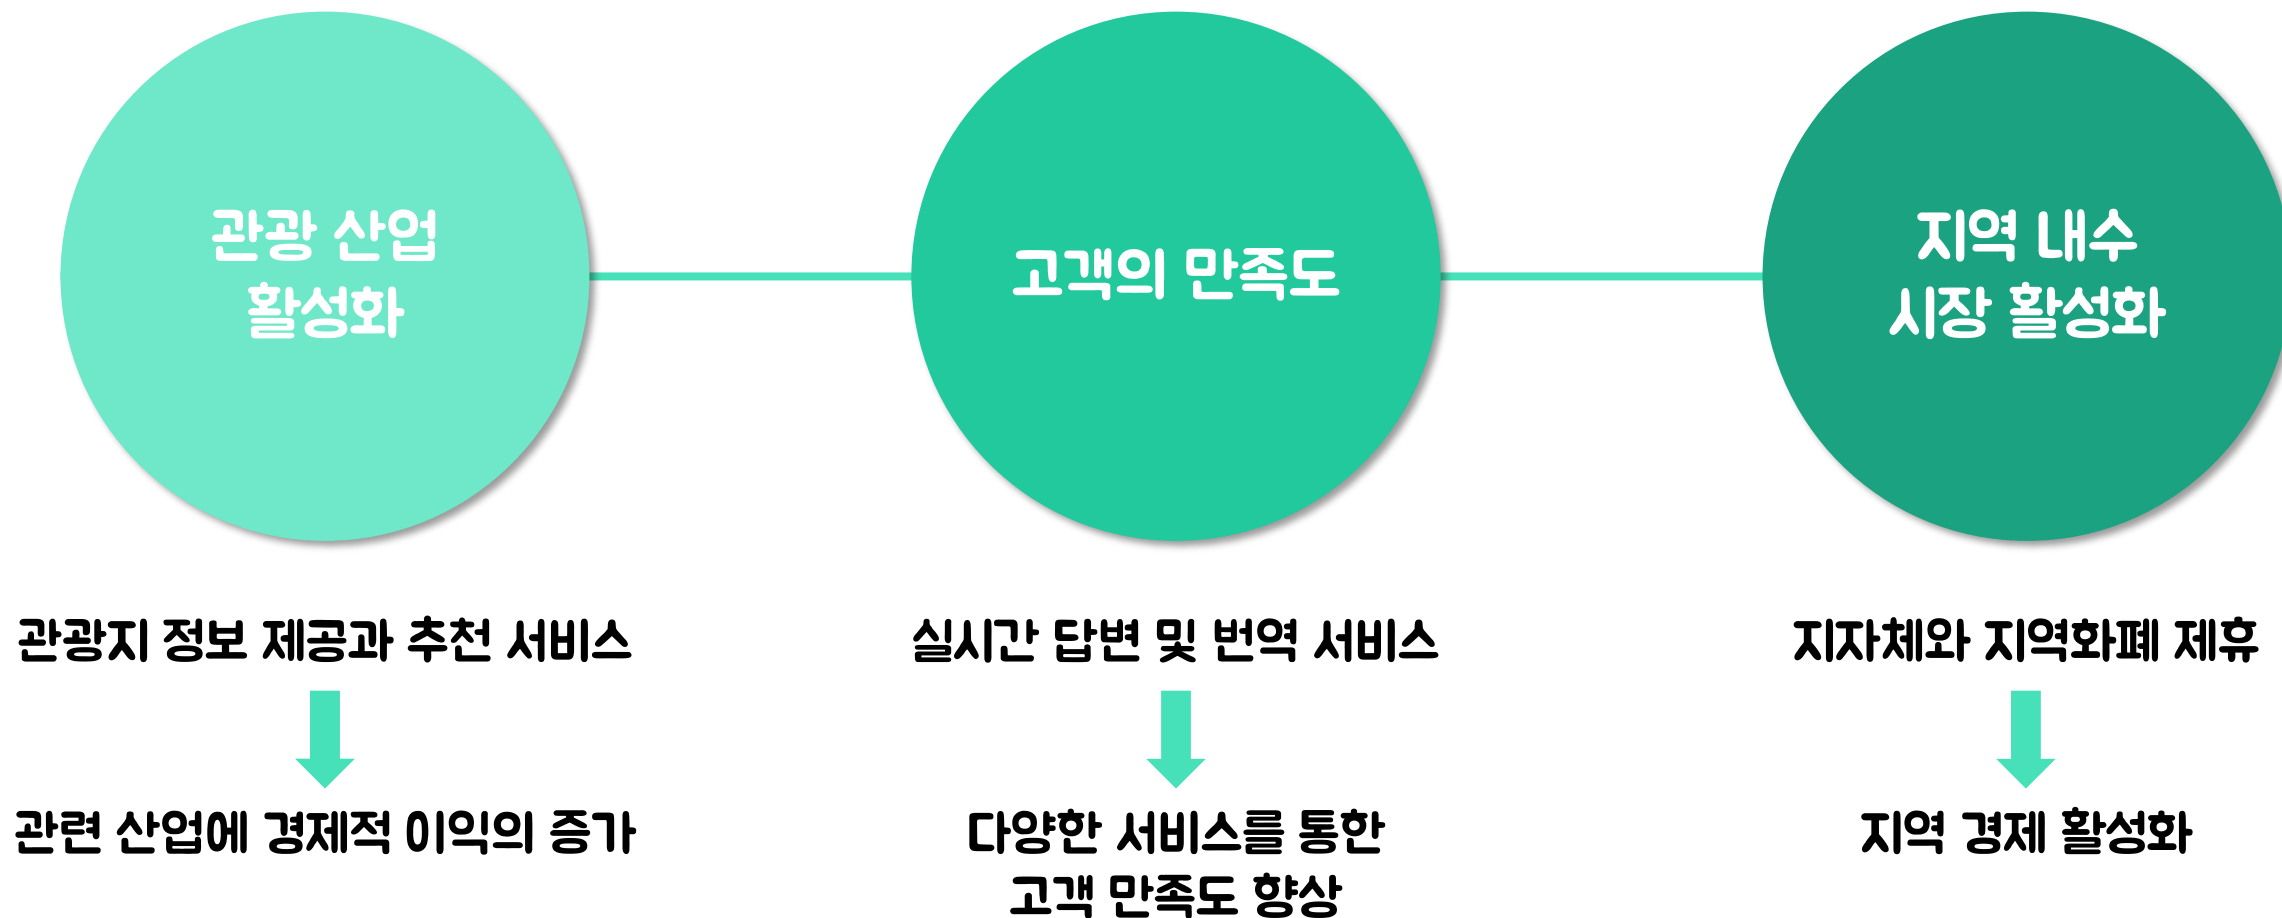 관광 산업
활성화
고객의 만족도
지역 내수
시장 활성화
관광지 정보 제공과 추천 서비스
관련 산업에 경제적 이익의 증가
실시간 답변 및 번역 서비스
다양한 서비스를 통한
고객 만족도 향상
지자체와 지역화폐 제휴
지역 경제 활성화